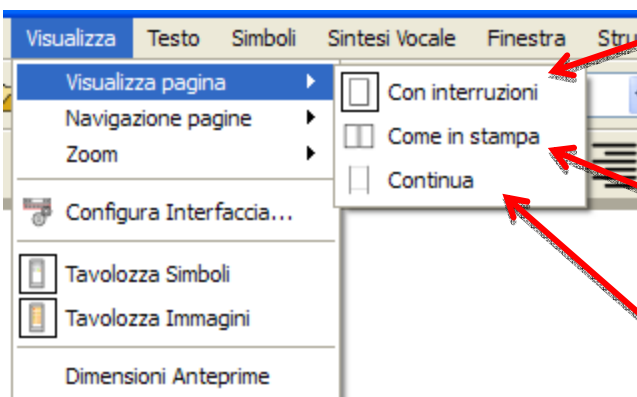 Visualizza Testo Simboli Sintesi Vocale Finestra Stru
Visualizza pagina
Con interruzioni
Navigazione pagine
Come in stampa
Zoom
Continua
Configura Interfaccia...
Tavolozza Simboli
Tavolozza Immagini
Dimensioni Anteprime